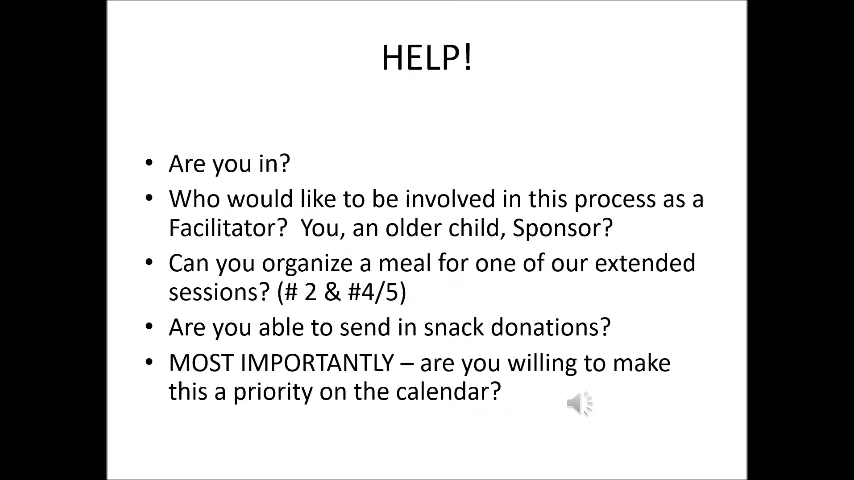 HELP!
• Are you in?
• Who would like to be involved in this process as a
Facilitator?  You, an older child, Sponsor?
• Can you organize a meal for one of our extended
sessions? (# 2 & #4/5)
• Are you able to send in snack donations?
• MOST IMPORTANTLY – are you willing to make
this a priority on the calendar?